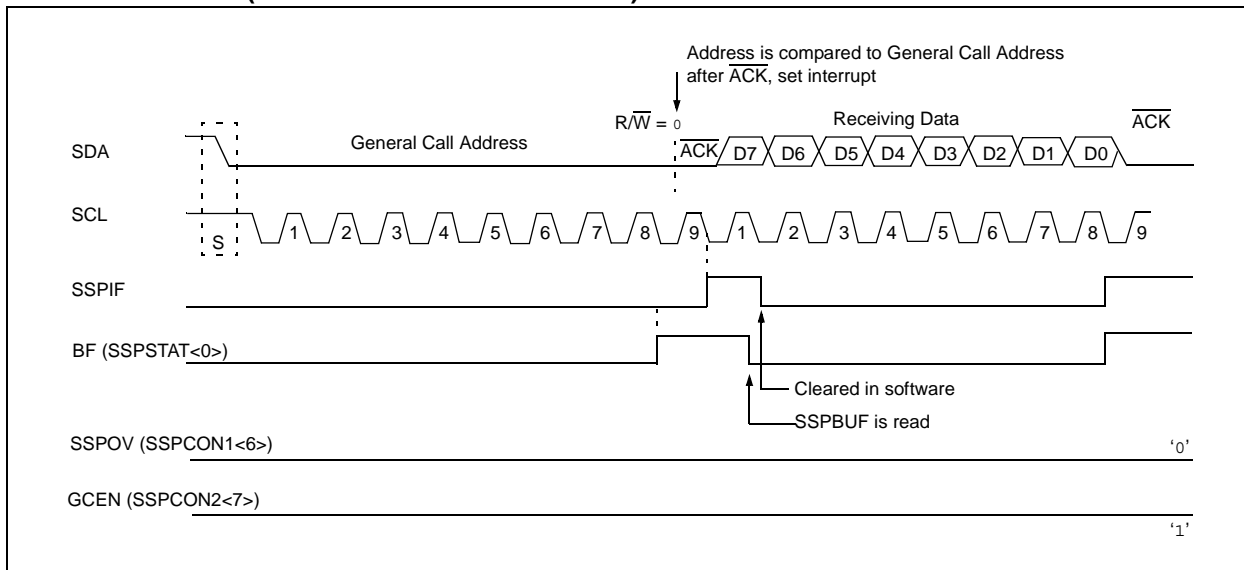 Address is compared to General Call Address
after ACK, set interrupt
R/W = 0
Receiving Data
ACK
SDA
General Call Address
ACK
D7 D6 D5 D4 D3 D2 D1 D0
SCL
S
1 2 3 4 5 6 7 8 9 1 2 3 4 5 6 7 8 9
SSPIF
BF (SSPSTAT<0>)
Cleared in software
SSPBUF is read
SSPOV (SSPCON1<6>)
‘0’
GCEN (SSPCON2<7>)
‘1’